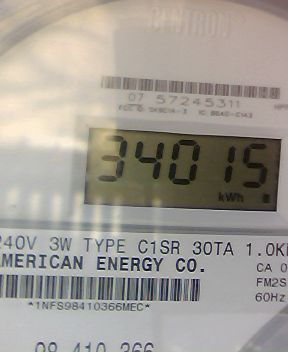 CENTRON
07 57245311
34015
kWh
240V 3W TYPE C1SR 30TA 1.0K
AMERICAN ENERGY CO.
CA 0
FM2S
60Hz
*1NFS98410366MEC*
98 410 366